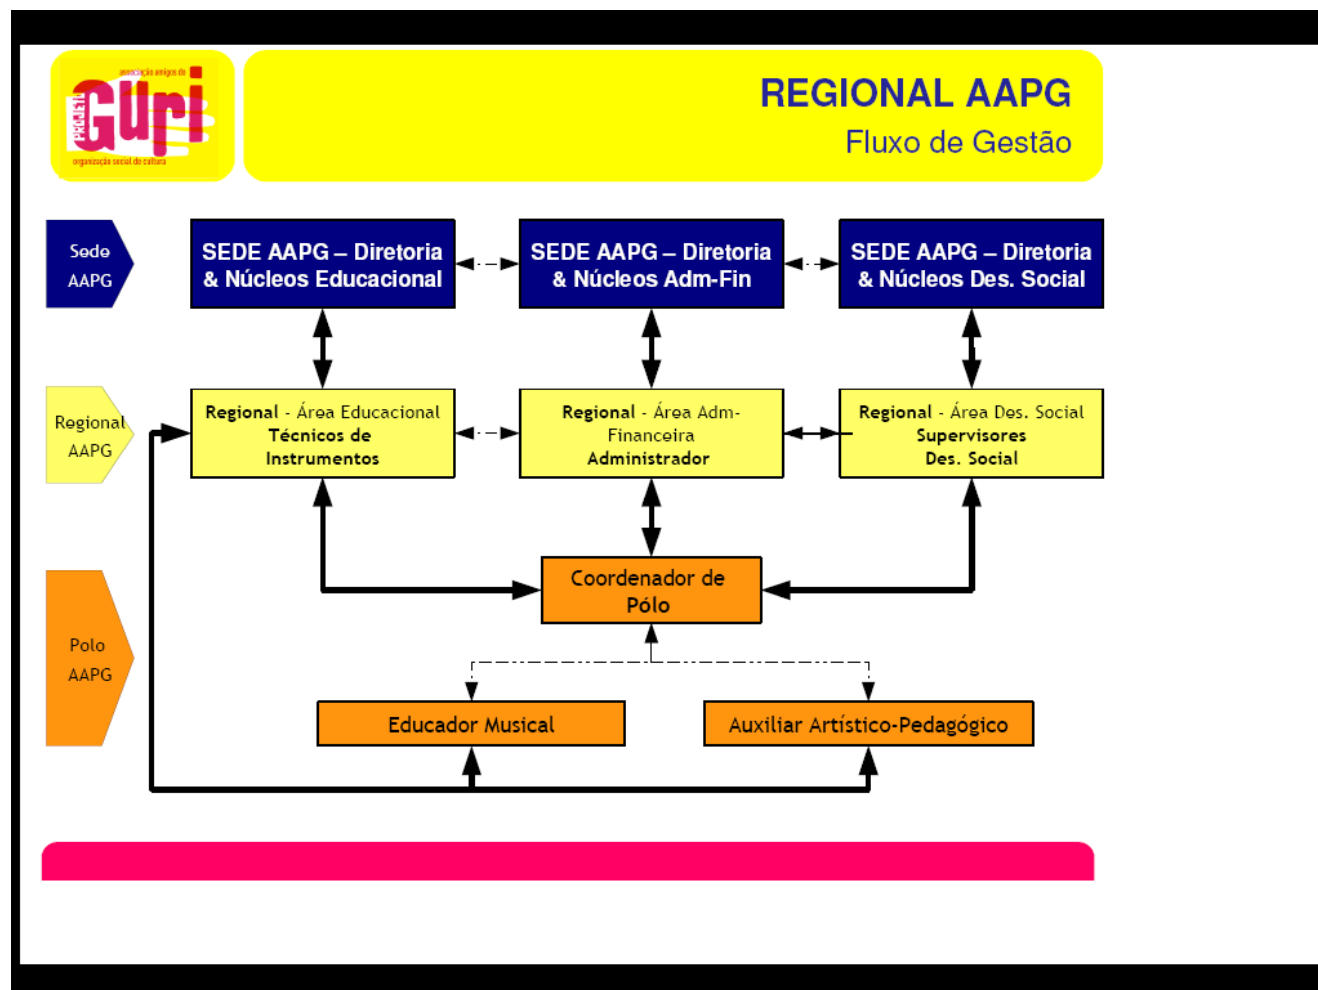 associação amigos do
PROJETO
Guri
organização social de cultura
REGIONAL AAPG
Fluxo de Gestão
Sede
AAPG
SEDE AAPG – Diretoria
& Núcleos Educacional
SEDE AAPG – Diretoria
& Núcleos Adm-Fin
SEDE AAPG – Diretoria
& Núcleos Des. Social
Regional
AAPG
Regional - Área Educacional
Técnicos de
Instrumentos
Regional - Área Adm-
Financeira
Administrador
Regional - Área Des. Social
Supervisores
Des. Social
Polo
AAPG
Coordenador de
Pólo
Educador Musical
Auxiliar Artístico-Pedagógico